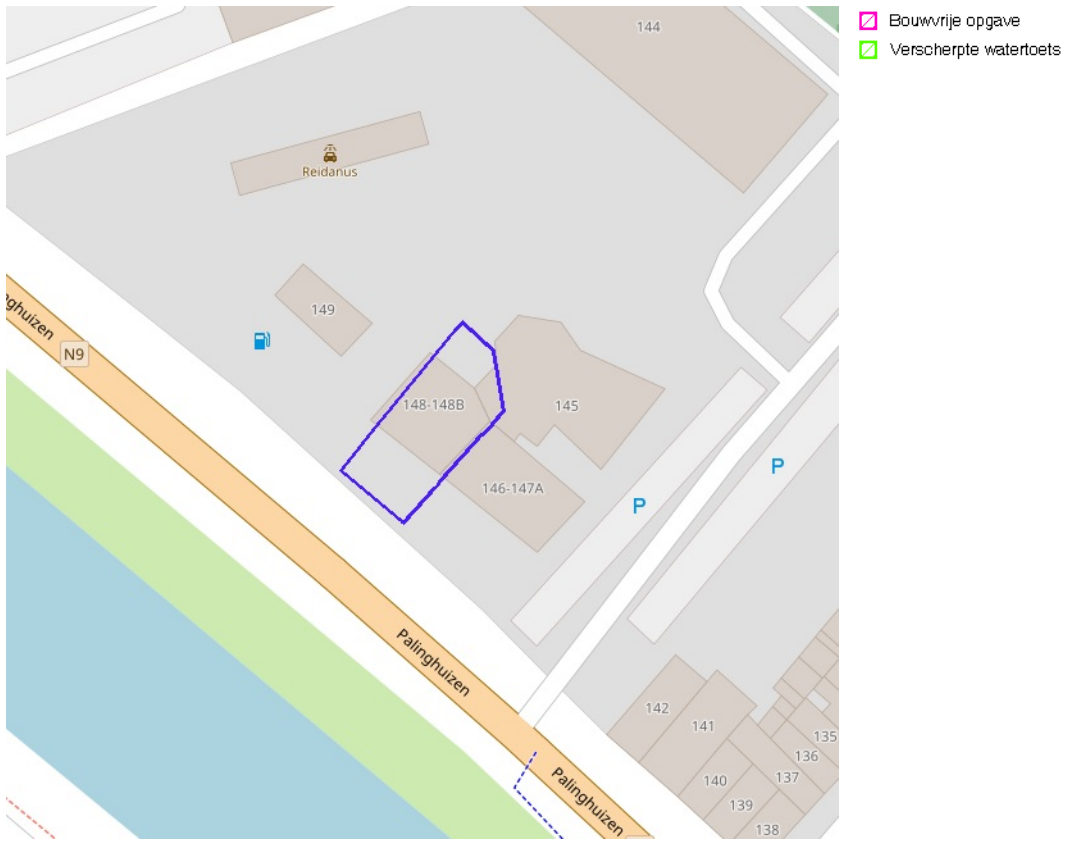 144
Bouwvrije opgave
Verscherpte watertoets
Reidanus
149
nghuizen
N9
148-148B
145
P
146-147A
P
Palinghuizen
142
141
135
136
140
137
139
138
Palinghuizen